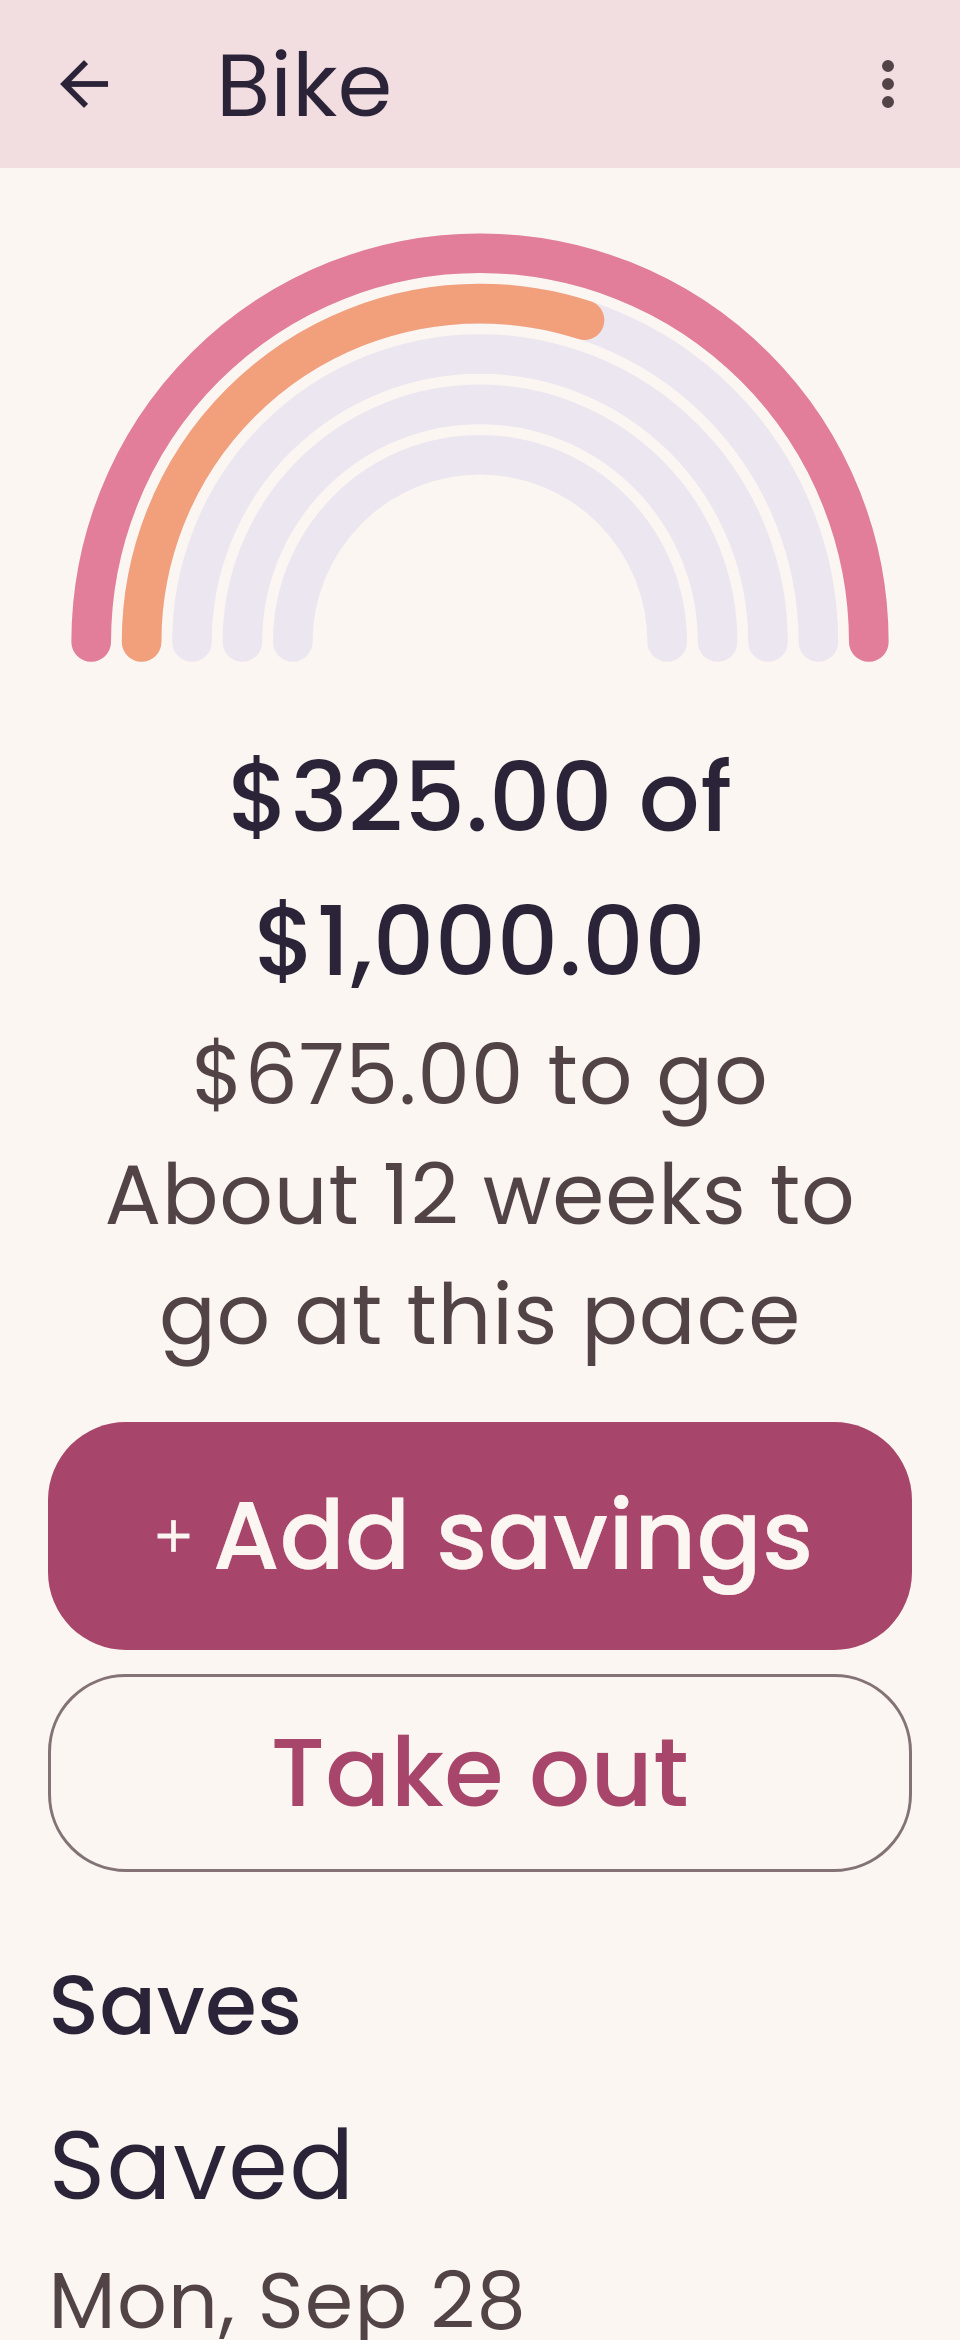 Bike
$325.00 of
$1,000.00
$675.00 to go
About 12 weeks to
go at this pace
+ Add savings
Take out
Saves
Saved
Mon, Sep 28